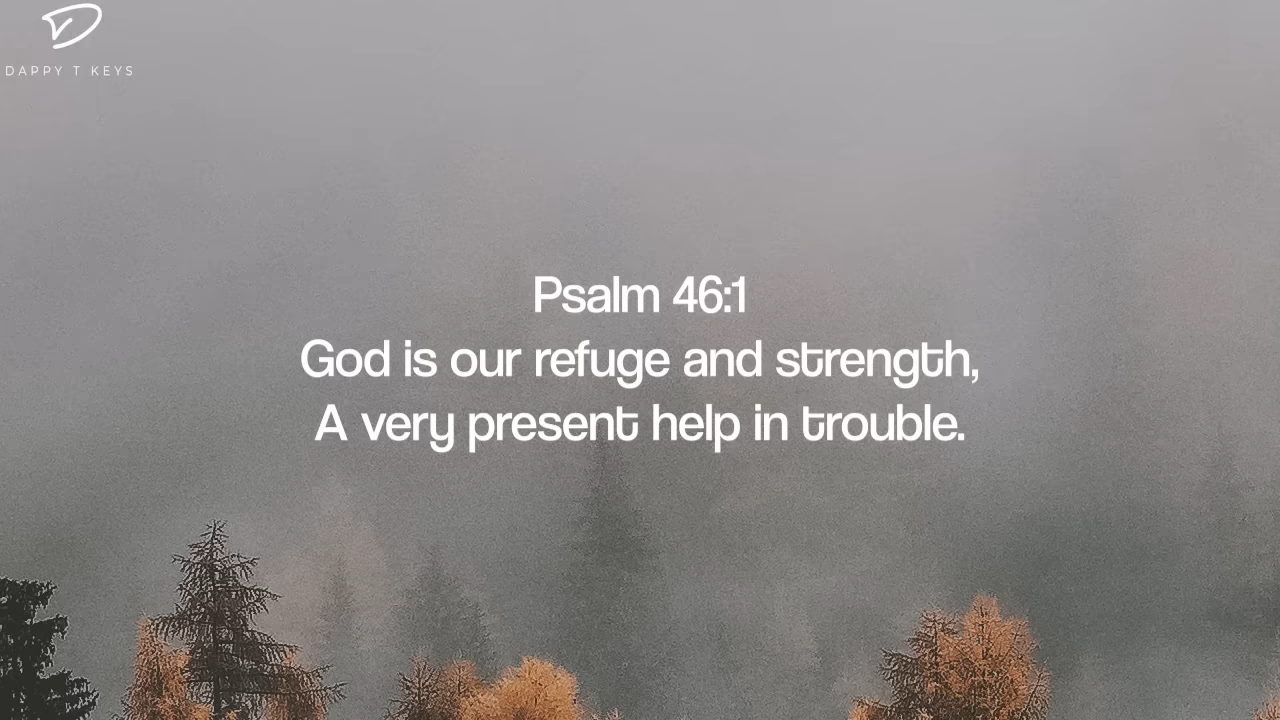 DAPPY T KEYS
Psalm 46:1
God is our refuge and strength,
A very present help in trouble.